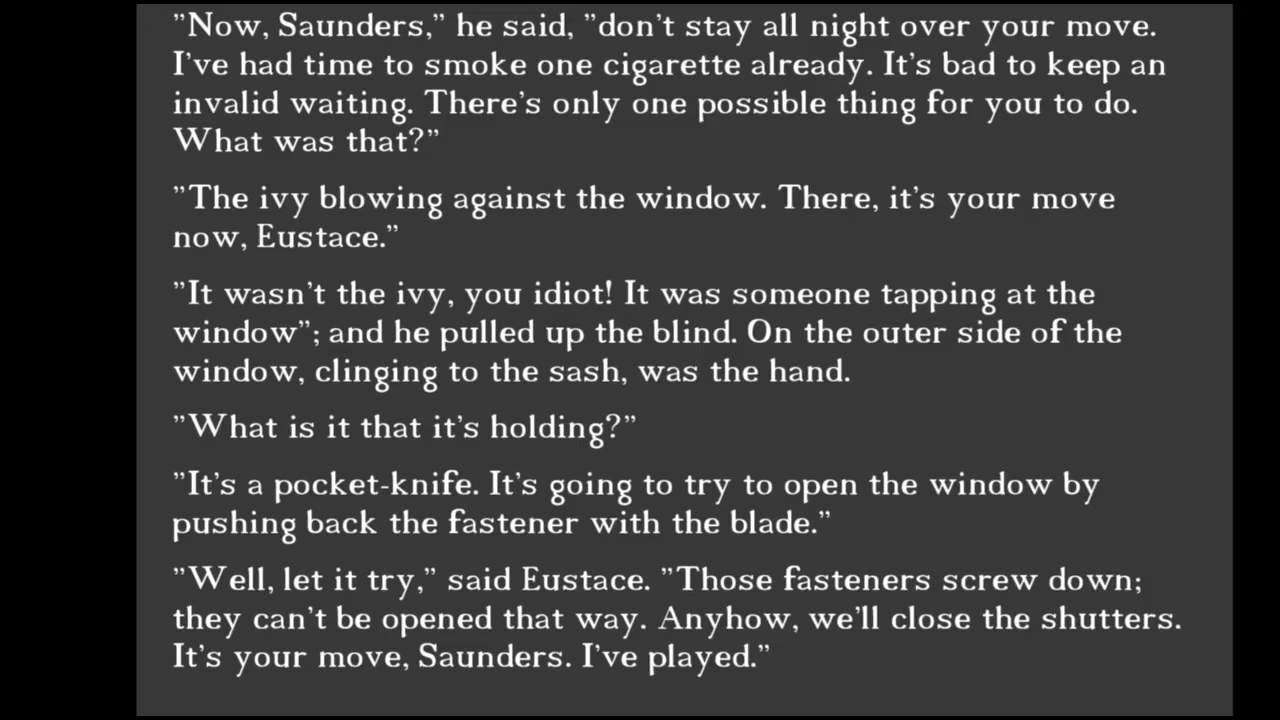 ”Now, Saunders,” he said, ”don’t stay all night over your move.
I’ve had time to smoke one cigarette already. It’s bad to keep an
invalid waiting. There’s only one possible thing for you to do.
What was that?”
”The ivy blowing against the window. There, it’s your move
now, Eustace.”
”It wasn’t the ivy, you idiot! It was someone tapping at the
window”; and he pulled up the blind. On the outer side of the
window, clinging to the sash, was the hand.
”What is it that it’s holding?”
”It’s a pocket-knife. It’s going to try to open the window by
pushing back the fastener with the blade.”
”Well, let it try,” said Eustace. ”Those fasteners screw down;
they can’t be opened that way. Anyhow, we’ll close the shutters.
It’s your move, Saunders. I’ve played.”